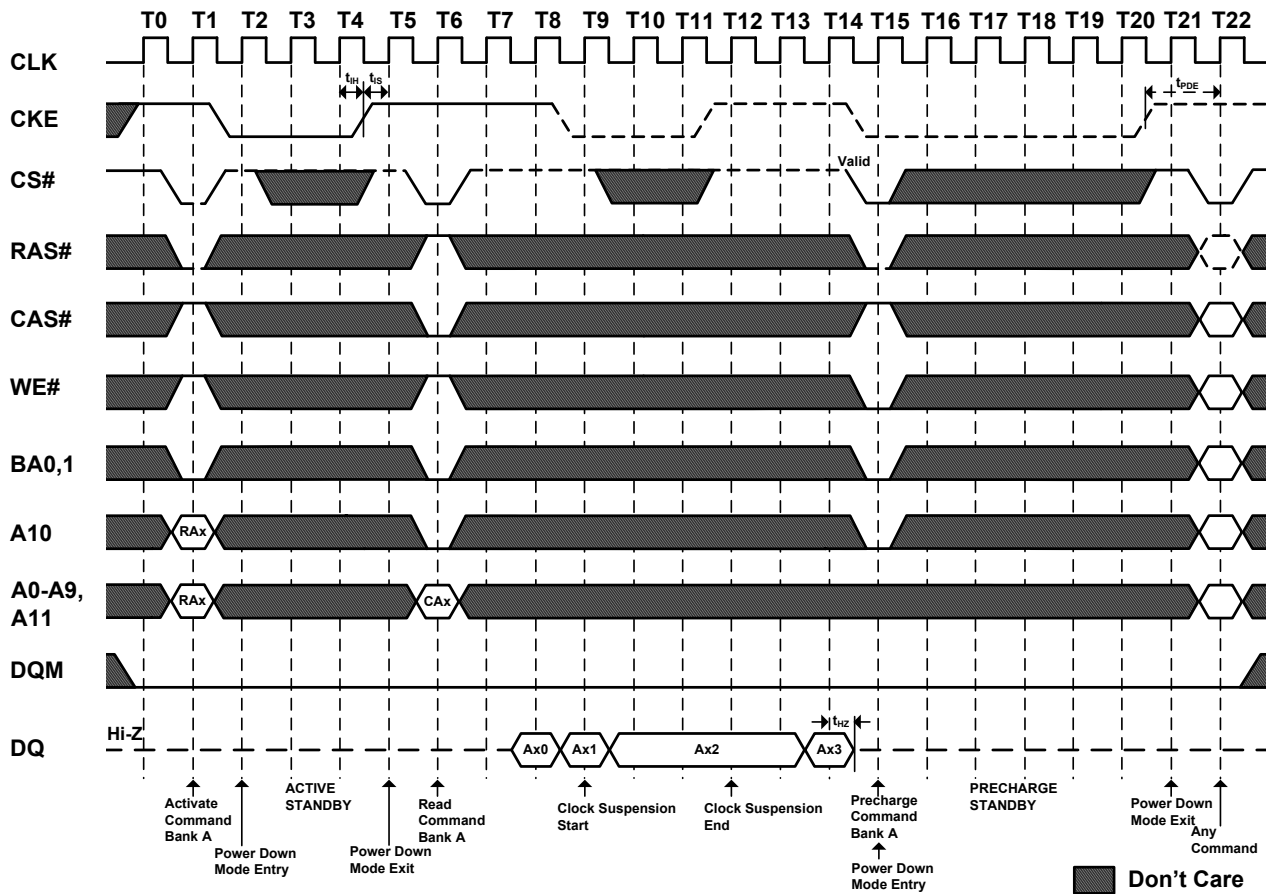 T0 T1 T2 T3 T4 T5 T6 T7 T8 T9 T10 T11 T12 T13 T14 T15 T16 T17 T18 T19 T20 T21 T22
CLK
tIH tIS tPDE
CKE
Valid
CS#
RAS#
CAS#
WE#
BA0,1
A10 RAx
A0-A9,
A11
RAx CAx
DQM
Hi-Z
tHZ
DQ Ax0 Ax1 Ax2 Ax3
Activate
Command
Bank A
Power Down
Mode Entry
ACTIVE
STANDBY
Power Down
Mode Exit
Read
Command
Bank A
Clock Suspension
Start
Clock Suspension
End
Precharge
Command
Bank A
Power Down
Mode Entry
PRECHARGE
STANDBY
Power Down
Mode Exit
Any
Command
Don't Care